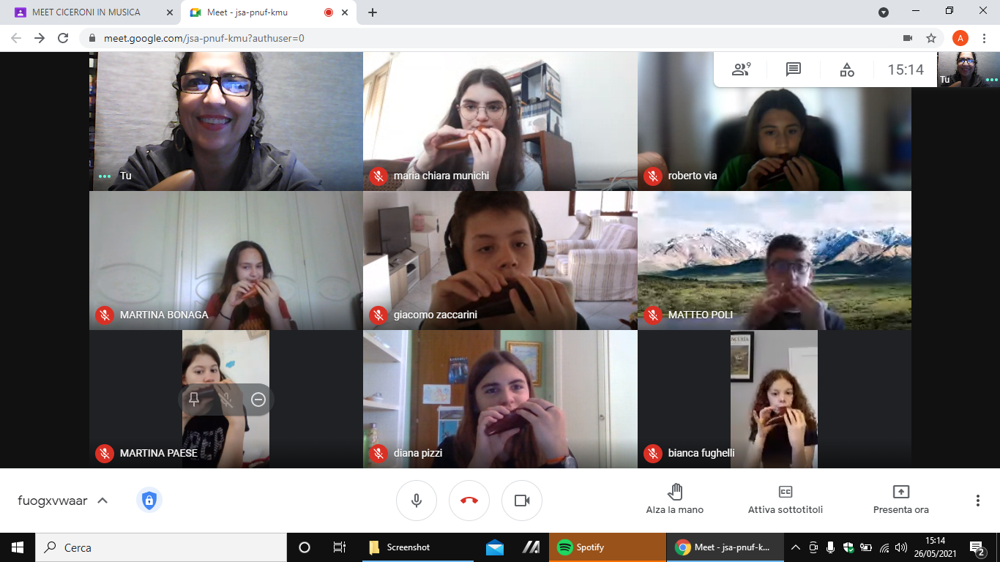 MEET CICERONI IN MUSICA
Meet - jsa-pnuf-kmu
meet.google.com/jsa-pnuf-kmu?authuser=0
A
9
15:14
Tu
Tu
maria chiara munichi
roberto via
MARTINA BONAGA
giacomo zaccarini
MATTEO POLI
MARTINA PAESE
diana pizzi
bianca fughelli
fuogxvwaar
Alza la mano
Attiva sottotitoli
Presenta ora
Cerca
Screenshot
Spotify
Meet - jsa-pnuf-k...
15:14
26/05/2021
2